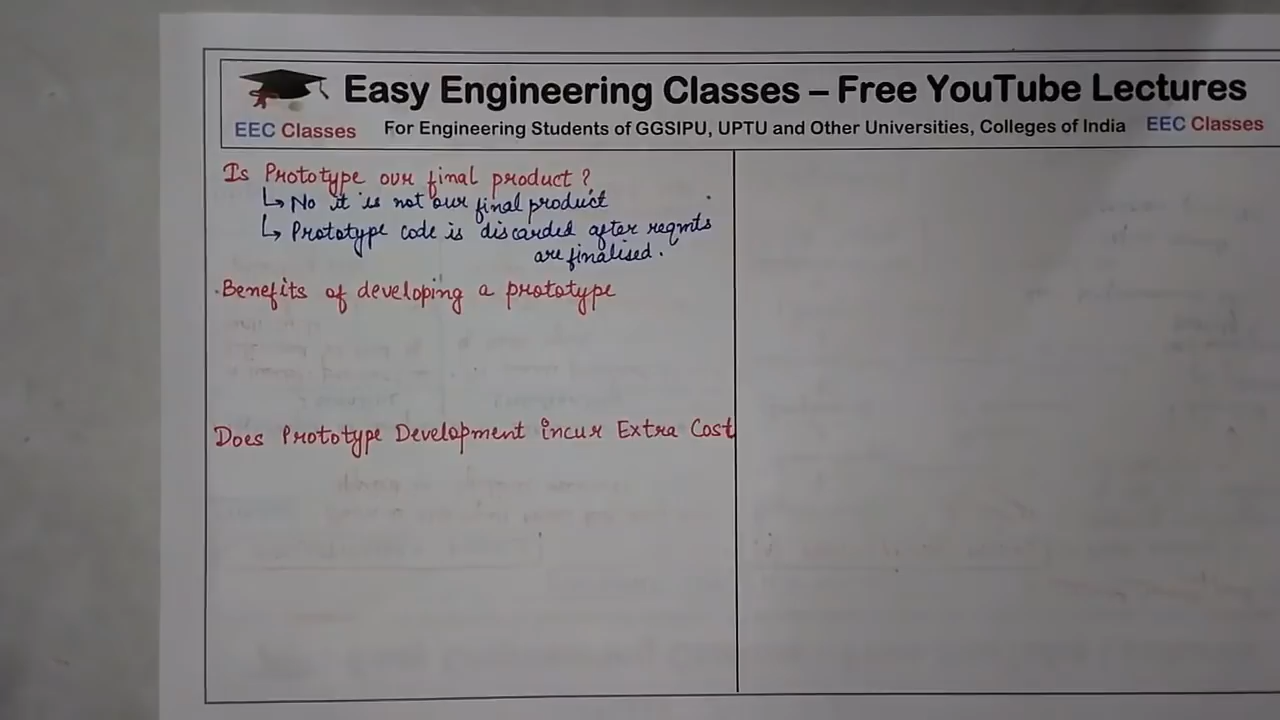 Easy Engineering Classes – Free YouTube Lectures
EEC Classes For Engineering Students of GGSIPU, UPTU and Other Universities, Colleges of India EEC Classes
Is Prototype our final product?
↳ No it is not our final product
↳ Prototype code is discarded after reqmts
are finalised.
Benefits of developing a prototype
Does Prototype Development incur Extra Cost